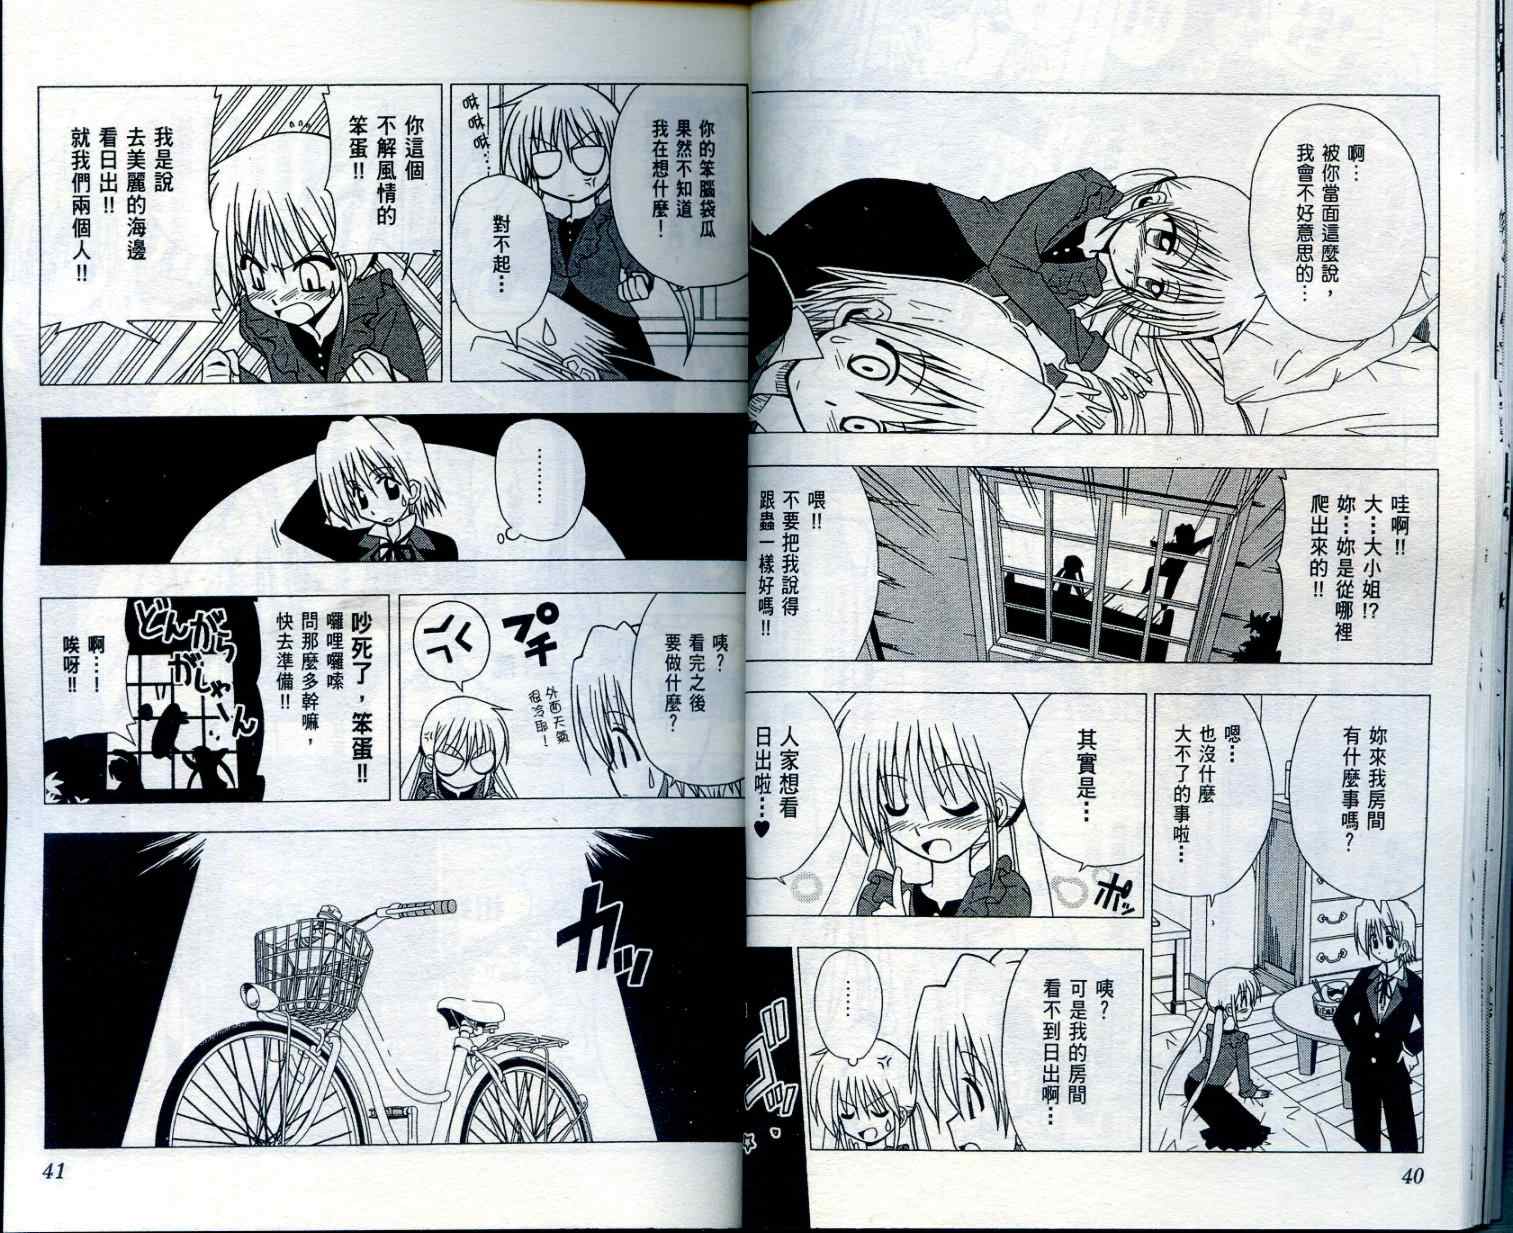 啊…
被你當面這麼說，
我會不好意思的…
哇啊!!
大…大小姐!?
妳…妳是從哪裡
爬出來的!!
喂!!
不要把我說得
跟蟲一樣好嗎!!
妳來我房間
有什麼事嗎?
嗯…
也沒什麼
大不了的事啦…
其實是…
ポッ
人家想看
日出啦…♥
咦?
可是我的房間
看不到日出啊…
……
ゴゴッ
40
你的笨腦袋瓜
果然不知道
我在想什麼!
咻
咻
咻…
對不起…
你這個
不解風情的
笨蛋!!
我是說
去美麗的海邊
看日出!!
就我們兩個人!!
………
咦?
看完之後
要做什麼?
外面天氣
很冷耶!
プチ
吵死了，笨蛋!!
囉哩囉嗦
問那麼多幹嘛，
快去準備!!
どんがら
がしゃーん
啊…!
唉呀!!
カッ
41